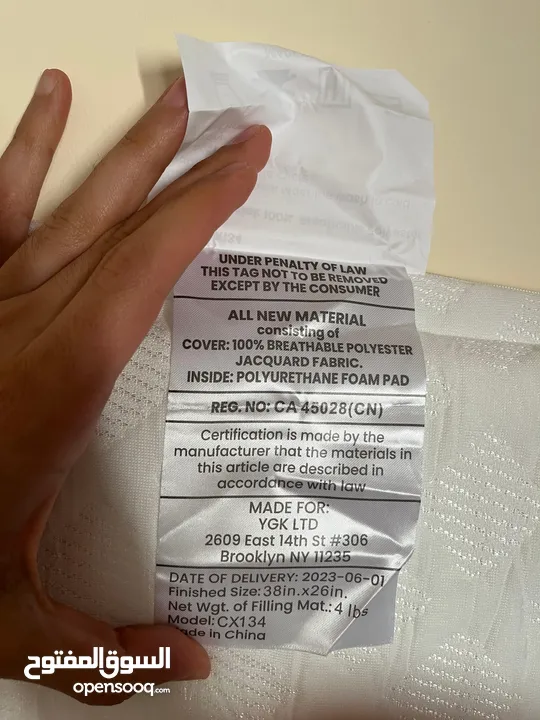 UNDER PENALTY OF LAW
THIS TAG NOT TO BE REMOVED
EXCEPT BY THE CONSUMER
ALL NEW MATERIAL
consisting of
COVER: 100% BREATHABLE POLYESTER
JACQUARD FABRIC.
INSIDE: POLYURETHANE FOAM PAD
REG. NO: CA 45028(CN)
Certification is made by the
manufacturer that the materials in
this article are described in
accordance with law
MADE FOR:
YGK LTD
2609 East 14th St #306
Brooklyn NY 11235
DATE OF DELIVERY: 2023-06-01
Finished Size: 38in.x26in.
Net Wgt. of Filling Mat.: 4 lbs
Model: CX134
Made in China
السوق المفتوح
opensooq.com